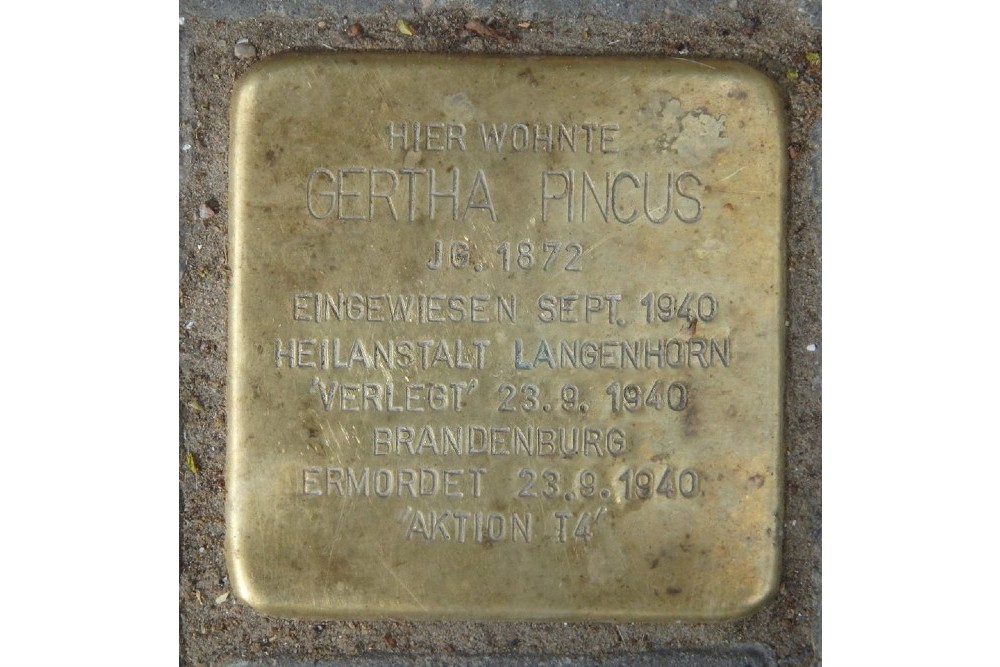 HIER WOHNTE
GERTHA PINCUS
JG. 1872
EINGEWIESEN SEPT. 1940
HEILANSTALT LANGENHORN
'VERLEGT' 23.9.1940
BRANDENBURG
ERMORDET 23.9.1940
'AKTION T4'